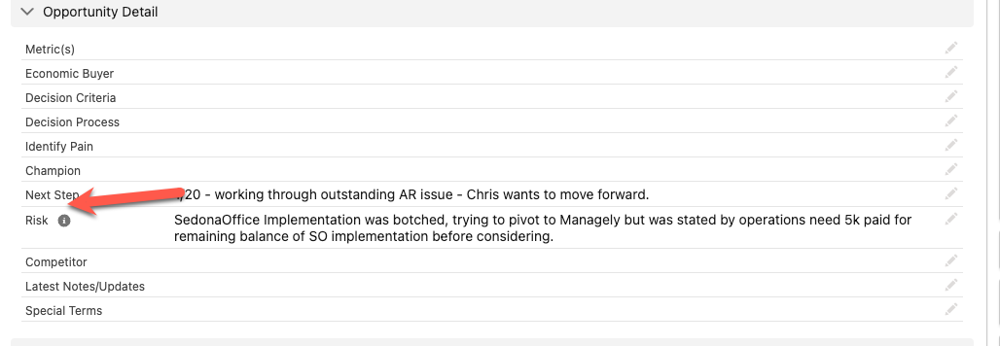 Opportunity Detail
Metric(s)
Economic Buyer
Decision Criteria
Decision Process
Identify Pain
Champion
Next Step /20 - working through outstanding AR issue - Chris wants to move forward.
Risk SedonaOffice Implementation was botched, trying to pivot to Managely but was stated by operations need 5k paid for
remaining balance of SO implementation before considering.
Competitor
Latest Notes/Updates
Special Terms